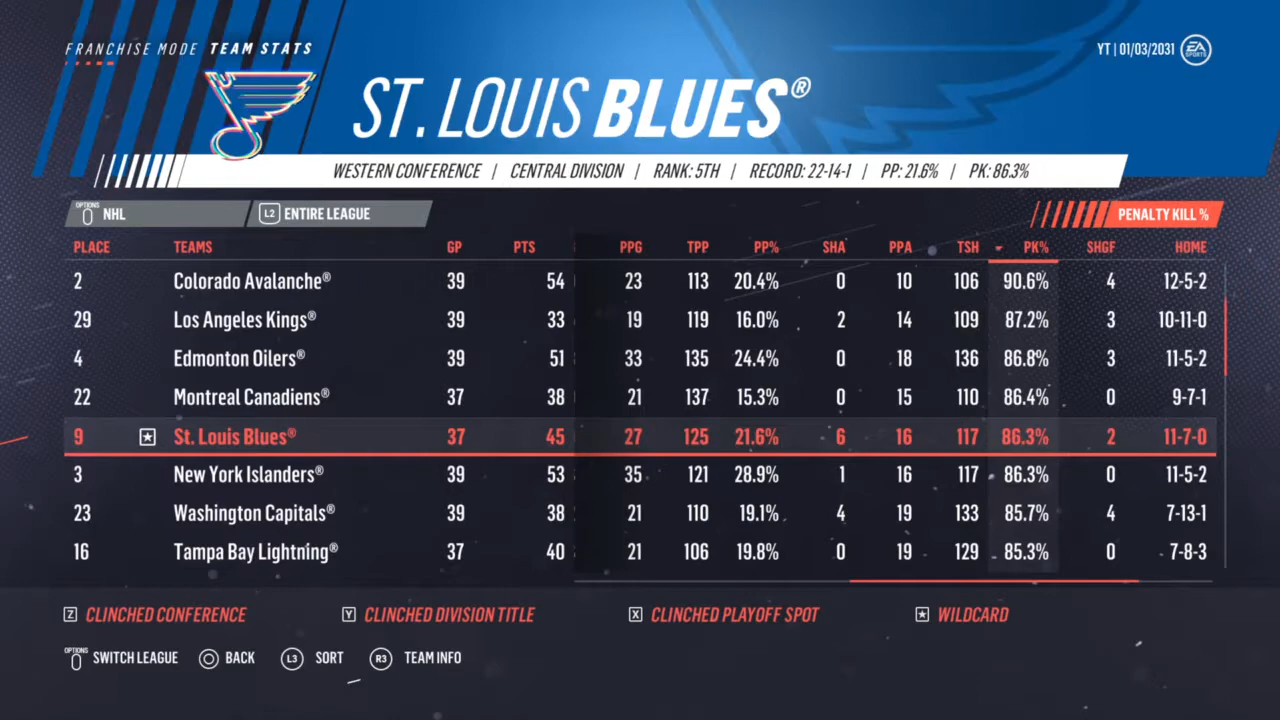 FRANCHISE MODE TEAM STATS
YT | 01/03/2031 EA SPORTS
ST. LOUIS BLUES®
WESTERN CONFERENCE / CENTRAL DIVISION / RANK: 5TH / RECORD: 22-14-1 / PP: 21.6% / PK: 86.3%
OPTIONS NHL L2 ENTIRE LEAGUE PENALTY KILL %
PLACE TEAMS GP PTS PPG TPP PP% SHA PPA TSH PK% SHGF HOME
2 Colorado Avalanche® 39 54 23 113 20.4% 0 10 106 90.6% 4 12-5-2
29 Los Angeles Kings® 39 33 19 119 16.0% 2 14 109 87.2% 3 10-11-0
4 Edmonton Oilers® 39 51 33 135 24.4% 0 18 136 86.8% 3 11-5-2
22 Montreal Canadiens® 37 38 21 137 15.3% 0 15 110 86.4% 0 9-7-1
9 St. Louis Blues® 37 45 27 125 21.6% 6 16 117 86.3% 2 11-7-0
3 New York Islanders® 39 53 35 121 28.9% 1 16 117 86.3% 0 11-5-2
23 Washington Capitals® 39 38 21 110 19.1% 4 19 133 85.7% 4 7-13-1
16 Tampa Bay Lightning® 37 40 21 106 19.8% 0 19 129 85.3% 0 7-8-3
Z CLINCHED CONFERENCE Y CLINCHED DIVISION TITLE X CLINCHED PLAYOFF SPOT WILDCARD
OPTIONS SWITCH LEAGUE BACK L3 SORT R3 TEAM INFO